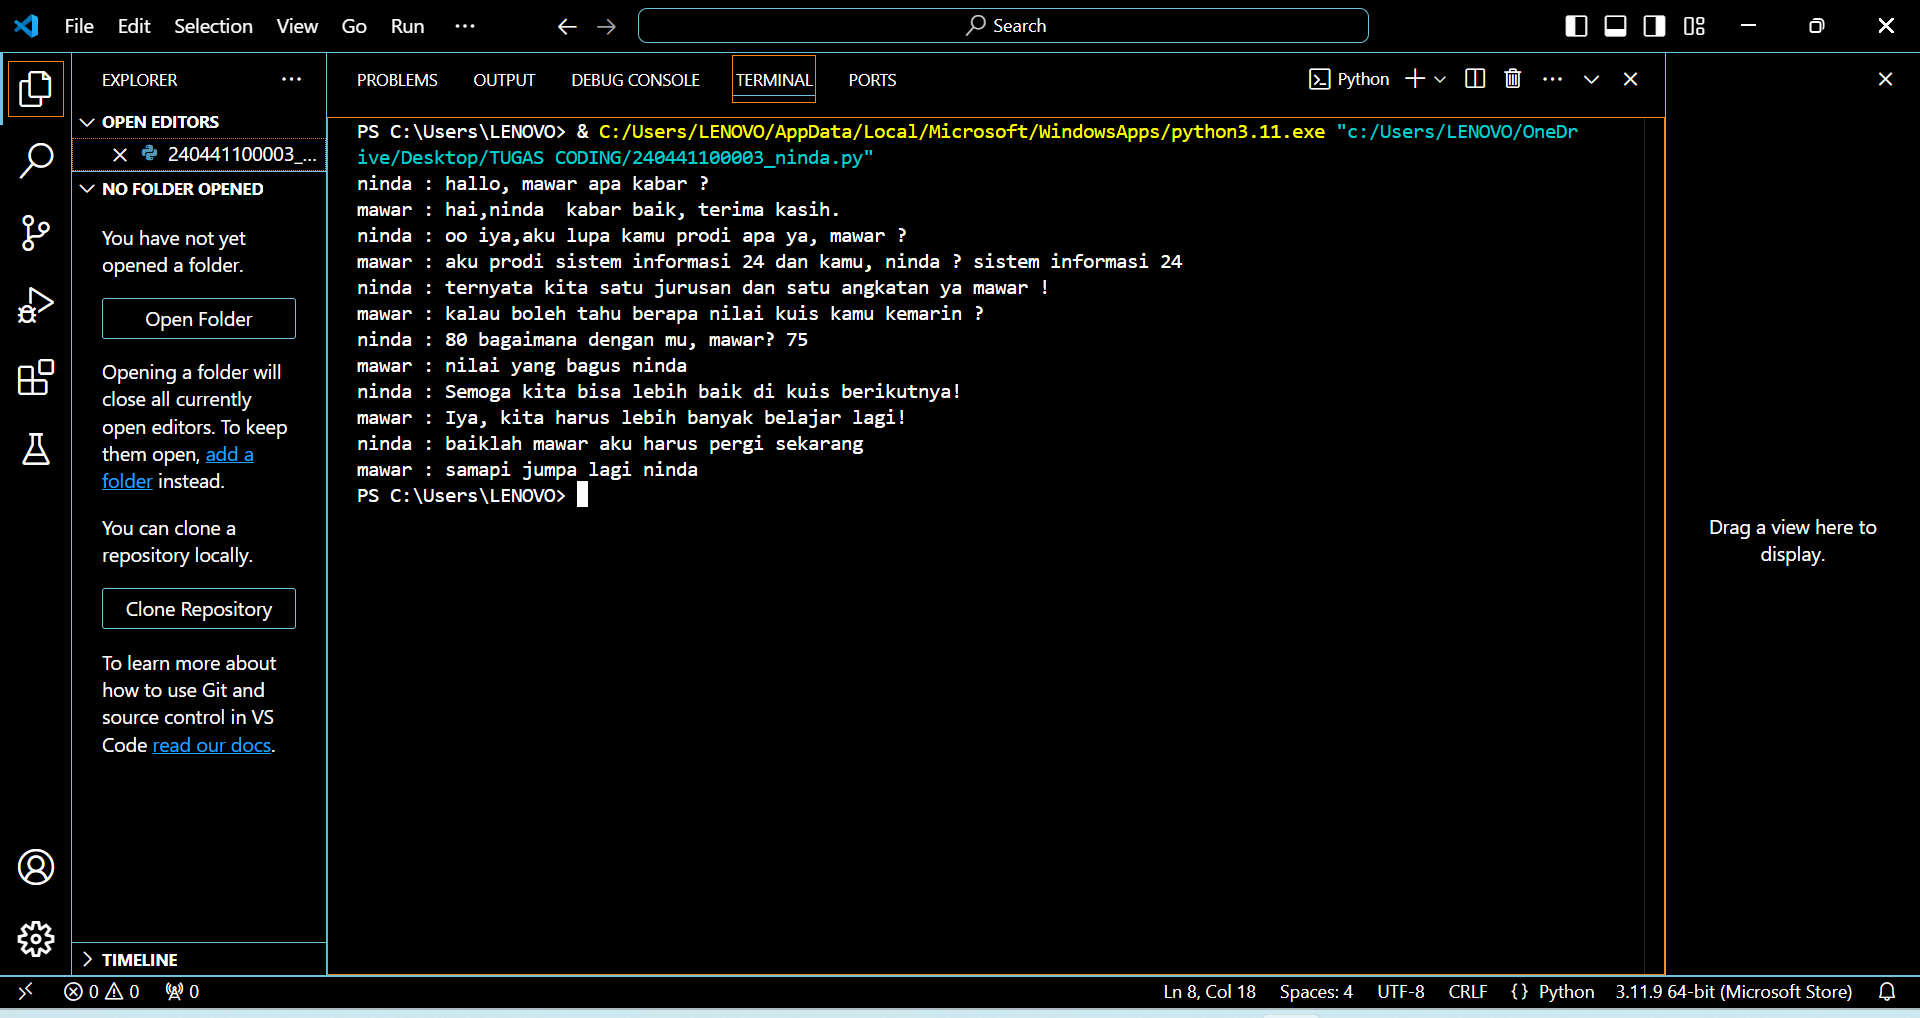 File Edit Selection View Go Run ··· Search
EXPLORER ···
OPEN EDITORS
240441100003_...
NO FOLDER OPENED
You have not yet
opened a folder.
Open Folder
Opening a folder will
close all currently
open editors. To keep
them open, add a
folder instead.
You can clone a
repository locally.
Clone Repository
To learn more about
how to use Git and
source control in VS
Code read our docs.
TIMELINE
PROBLEMS OUTPUT DEBUG CONSOLE TERMINAL PORTS Python
PS C:\Users\LENOVO> & C:/Users/LENOVO/AppData/Local/Microsoft/WindowsApps/python3.11.exe "c:/Users/LENOVO/OneDr
ive/Desktop/TUGAS CODING/240441100003_ninda.py"
ninda : hallo, mawar apa kabar ?
mawar : hai,ninda  kabar baik, terima kasih.
ninda : oo iya,aku lupa kamu prodi apa ya, mawar ?
mawar : aku prodi sistem informasi 24 dan kamu, ninda ? sistem informasi 24
ninda : ternyata kita satu jurusan dan satu angkatan ya mawar !
mawar : kalau boleh tahu berapa nilai kuis kamu kemarin ?
ninda : 80 bagaimana dengan mu, mawar? 75
mawar : nilai yang bagus ninda
ninda : Semoga kita bisa lebih baik di kuis berikutnya!
mawar : Iya, kita harus lebih banyak belajar lagi!
ninda : baiklah mawar aku harus pergi sekarang
mawar : samapi jumpa lagi ninda
PS C:\Users\LENOVO>
Drag a view here to
display.
0 0 0 Ln 8, Col 18 Spaces: 4 UTF-8 CRLF {} Python 3.11.9 64-bit (Microsoft Store)